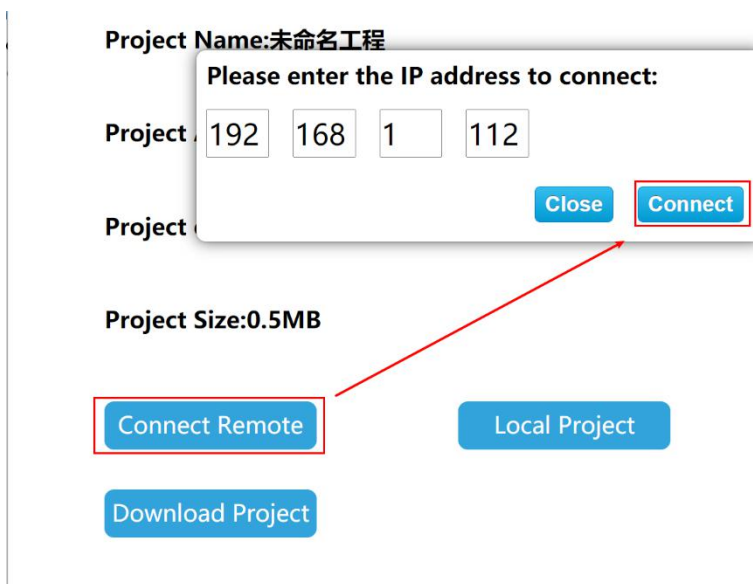 Project Name:未命名工程
Please enter the IP address to connect:
Project
192 168 1 112
Close Connect
Project
Project Size:0.5MB
Connect Remote Local Project
Download Project